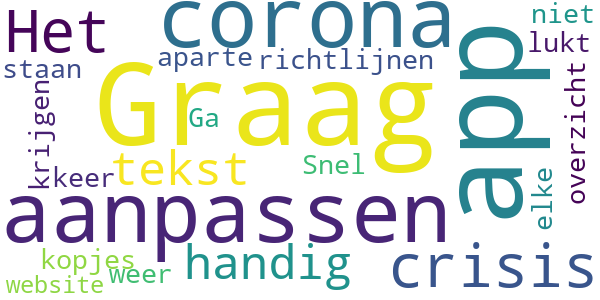 Het
corona
app
niet
lukt
staan
aparte
richtlijnen
Graag
Ga
krijgen
overzicht
keer
tekst
Snel
elke
aanpassen
handig
crisis
kopjes
weer
website